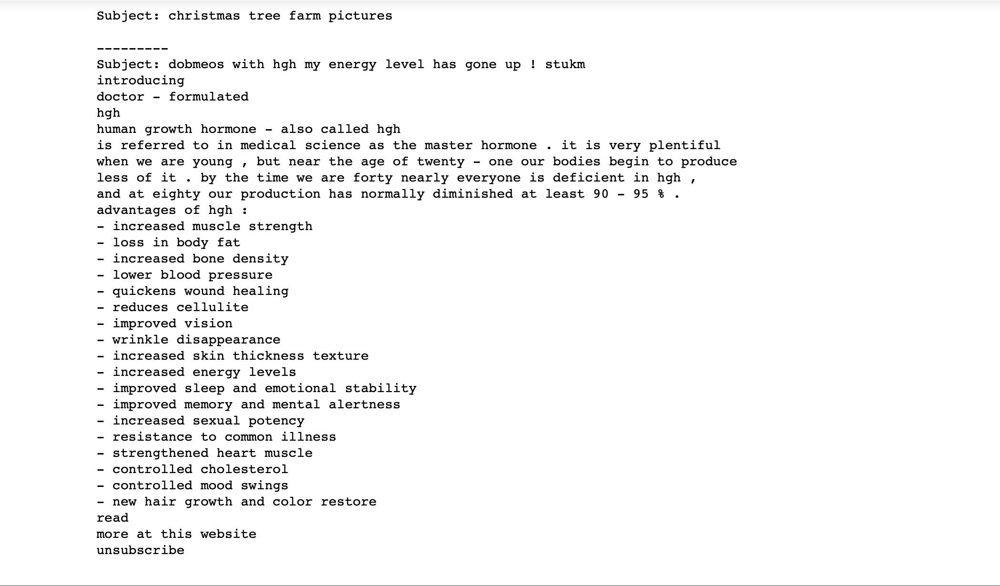 Subject: christmas tree farm pictures
---------
Subject: dobmeos with hgh my energy level has gone up ! stukm
introducing
doctor - formulated
hgh
human growth hormone - also called hgh
is referred to in medical science as the master hormone . it is very plentiful
when we are young , but near the age of twenty - one our bodies begin to produce
less of it . by the time we are forty nearly everyone is deficient in hgh ,
and at eighty our production has normally diminished at least 90 - 95 % .
advantages of hgh :
- increased muscle strength
- loss in body fat
- increased bone density
- lower blood pressure
- quickens wound healing
- reduces cellulite
- improved vision
- wrinkle disappearance
- increased skin thickness texture
- increased energy levels
- improved sleep and emotional stability
- improved memory and mental alertness
- increased sexual potency
- resistance to common illness
- strengthened heart muscle
- controlled cholesterol
- controlled mood swings
- new hair growth and color restore
read
more at this website
unsubscribe